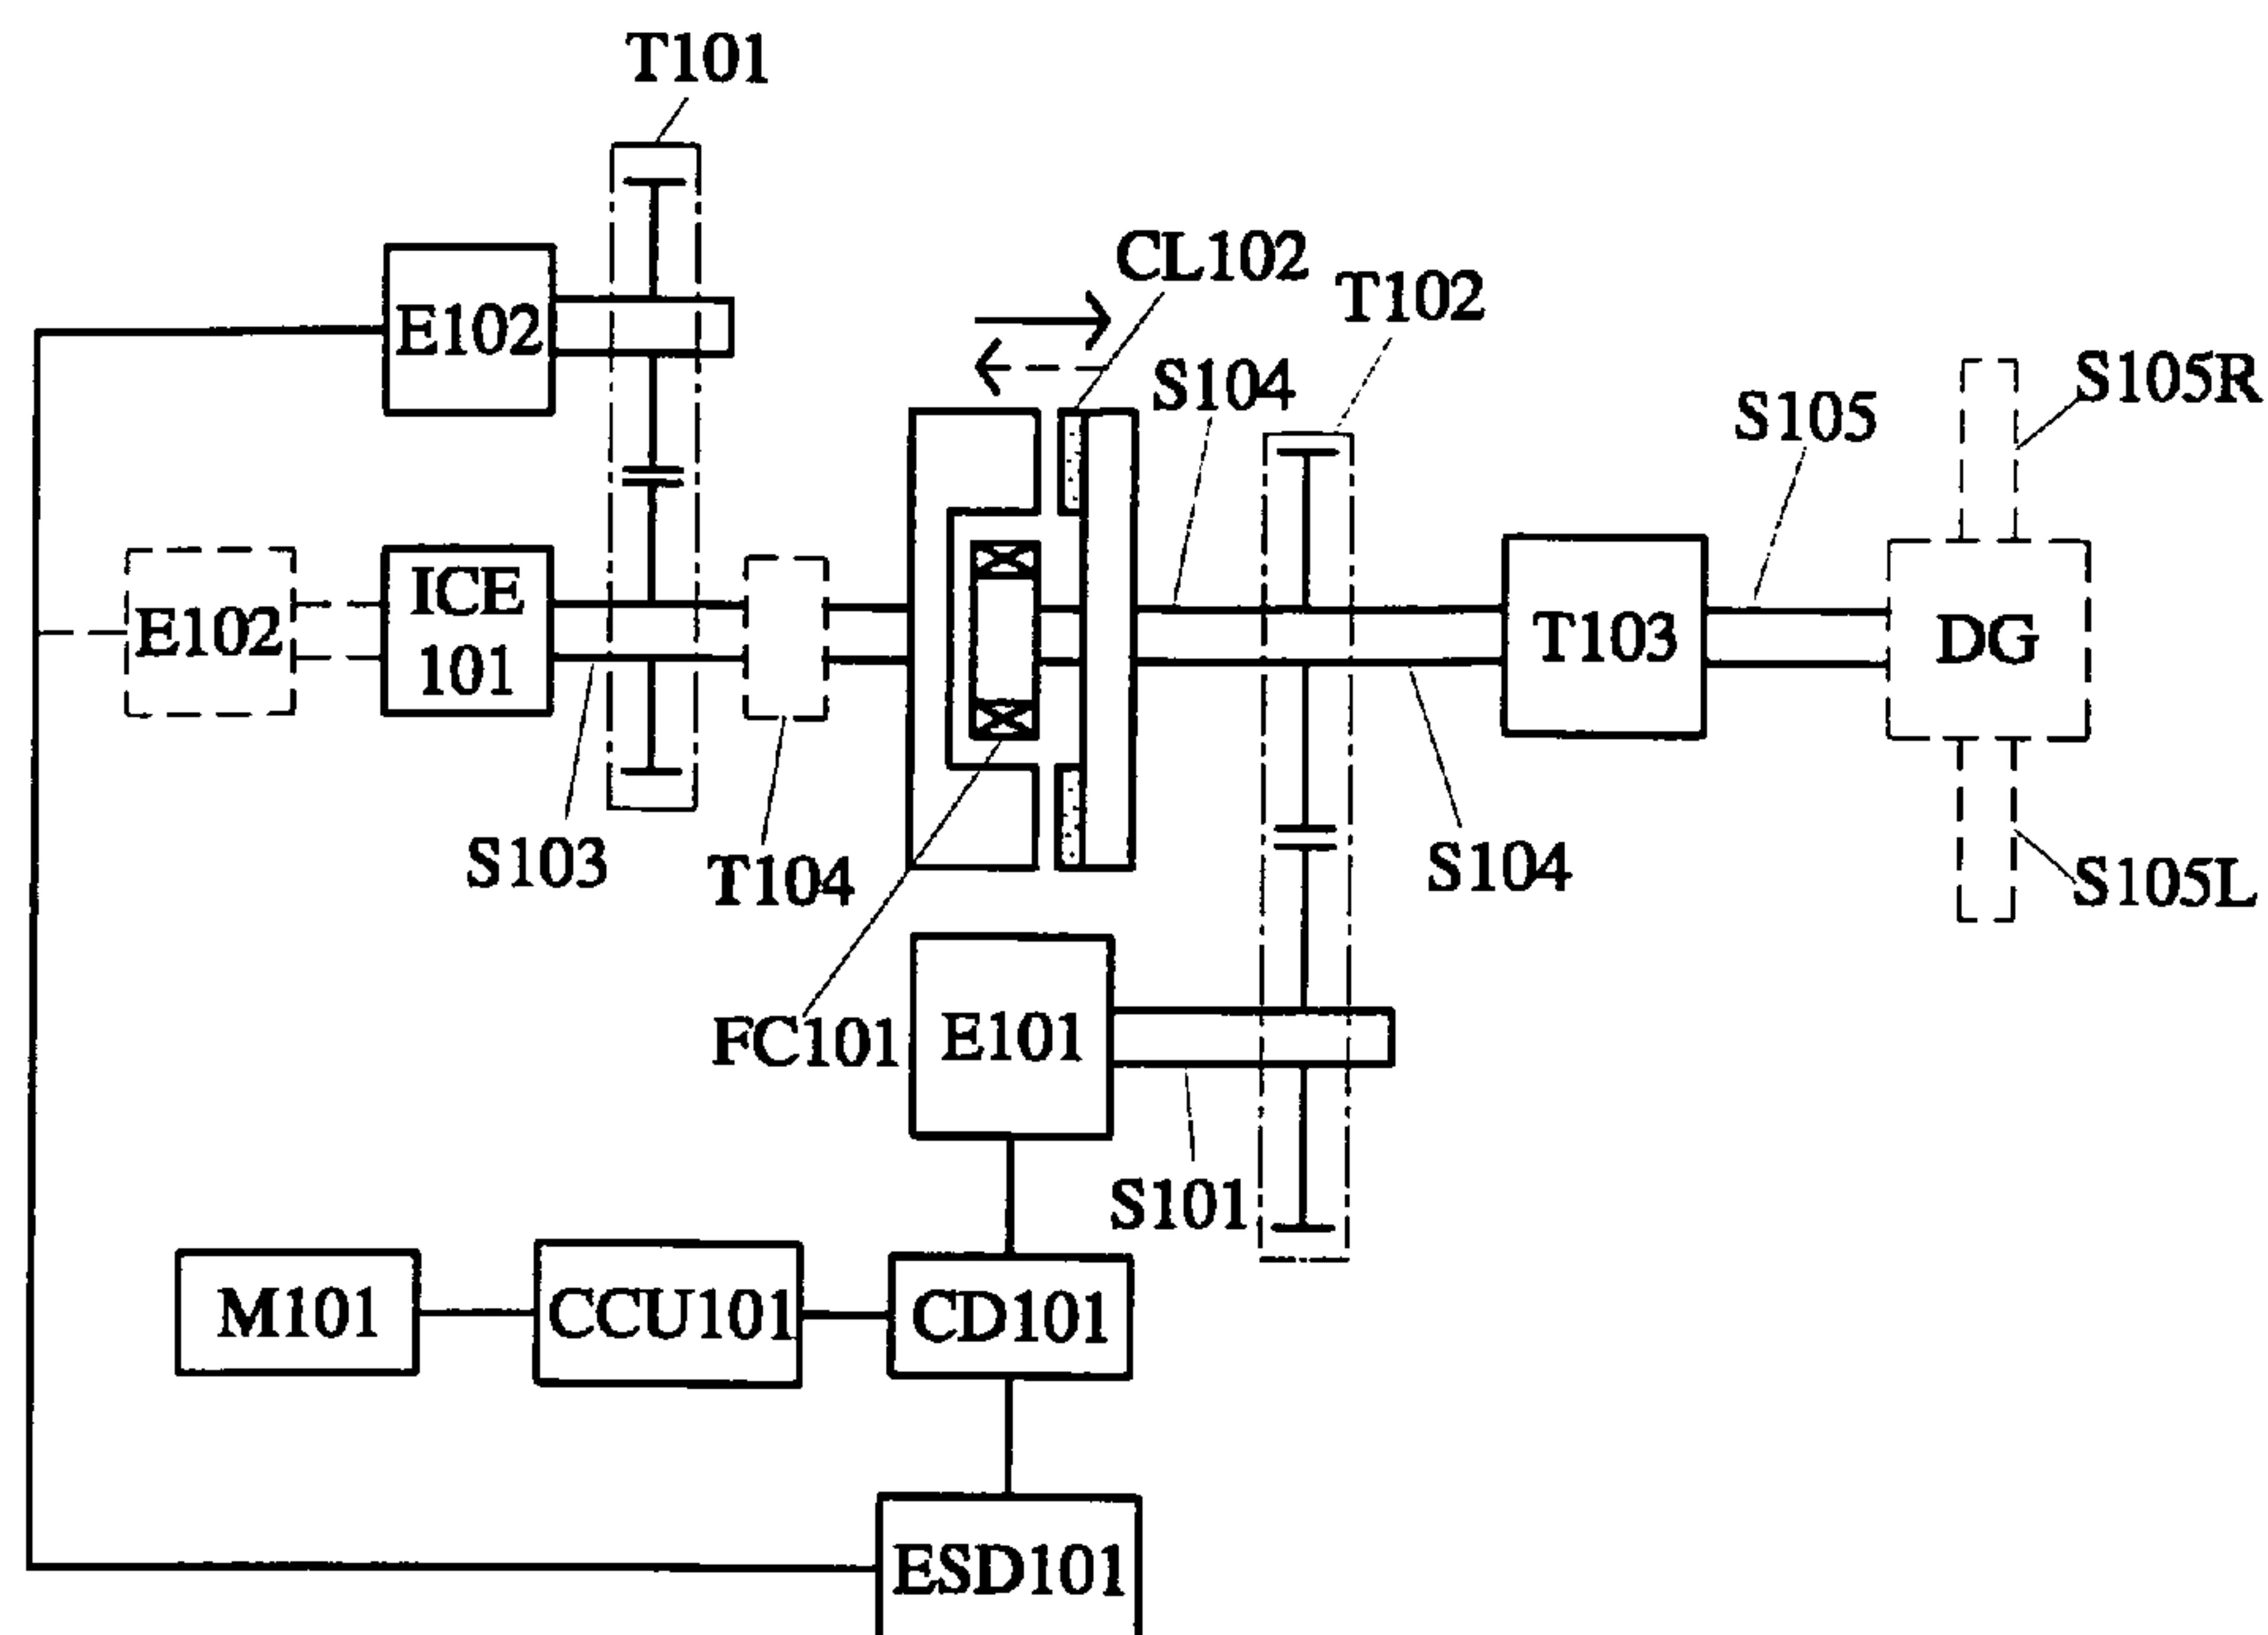 T101
CL102
T102
E102
S104
S105
S105R
E102
ICE
101
T103
DG
S103
T104
S104
S105L
FC101
E101
S101
M101
CCU101
CD101
ESD101